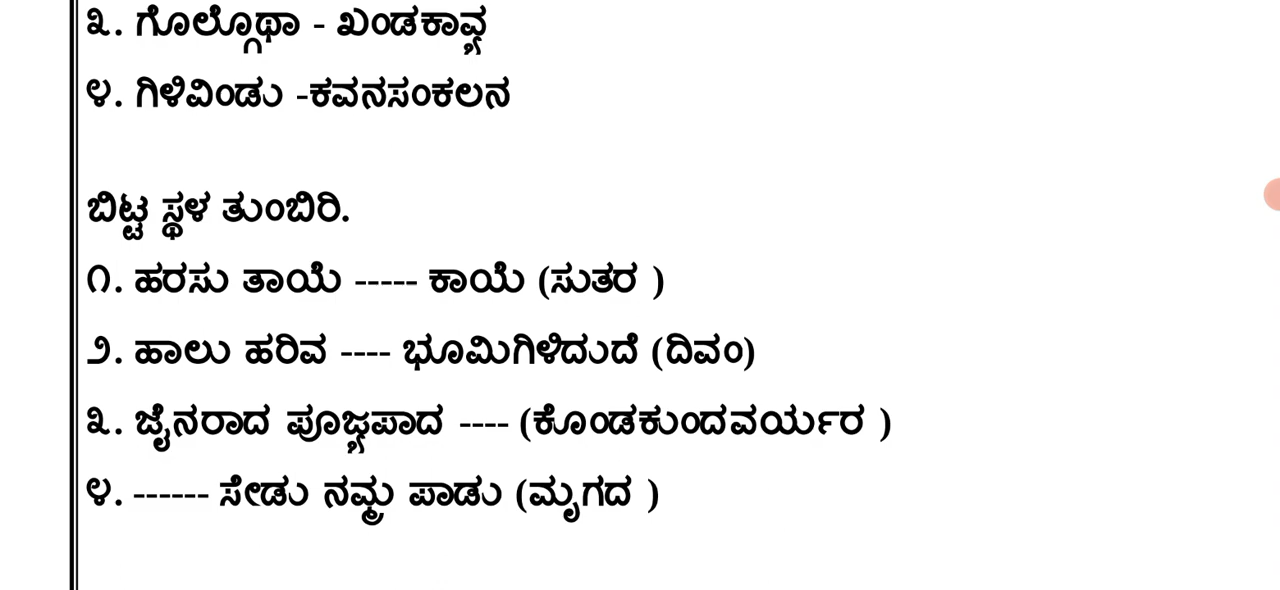 ೩. ಗೊಲ್ಗೊಥಾ - ಖಂಡಕಾವ್ಯ
೪. ಗಿಳಿವಿಂಡು -ಕವನಸಂಕಲನ
ಬಿಟ್ಟ ಸ್ಥಳ ತುಂಬಿರಿ.
೧. ಹರಸು ತಾಯೆ ----- ಕಾಯೆ (ಸುತರ )
೨. ಹಾಲು ಹರಿವ ---- ಭೂಮಿಗಿಳಿದುದೆ (ದಿವಂ)
೩. ಜೈನರಾದ ಪೂಜ್ಯಪಾದ ---- (ಕೊಂಡಕುಂದವರ್ಯರ )
೪. ------ ಸೇಡು ನಮ್ಮ ಪಾಡು (ಮೃಗದ )